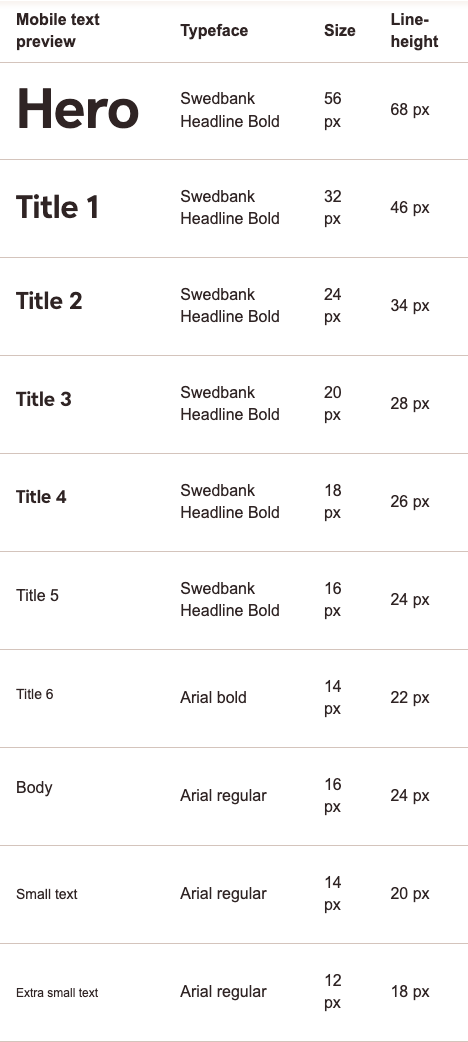 Mobile text preview Typeface Size Line-height
Hero Swedbank Headline Bold 56 px 68 px
Title 1 Swedbank Headline Bold 32 px 46 px
Title 2 Swedbank Headline Bold 24 px 34 px
Title 3 Swedbank Headline Bold 20 px 28 px
Title 4 Swedbank Headline Bold 18 px 26 px
Title 5 Swedbank Headline Bold 16 px 24 px
Title 6 Arial bold 14 px 22 px
Body Arial regular 16 px 24 px
Small text Arial regular 14 px 20 px
Extra small text Arial regular 12 px 18 px